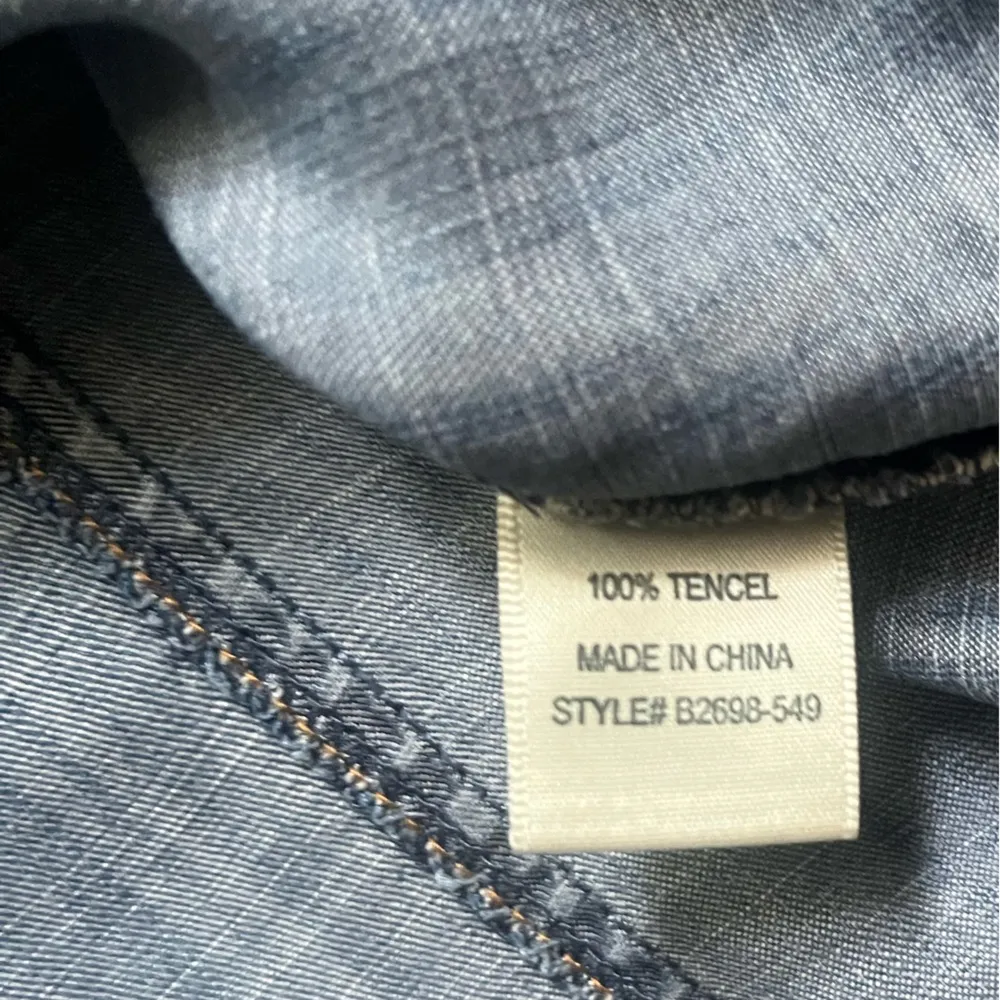 100% TENCEL
MADE IN CHINA
STYLE# B2698-549